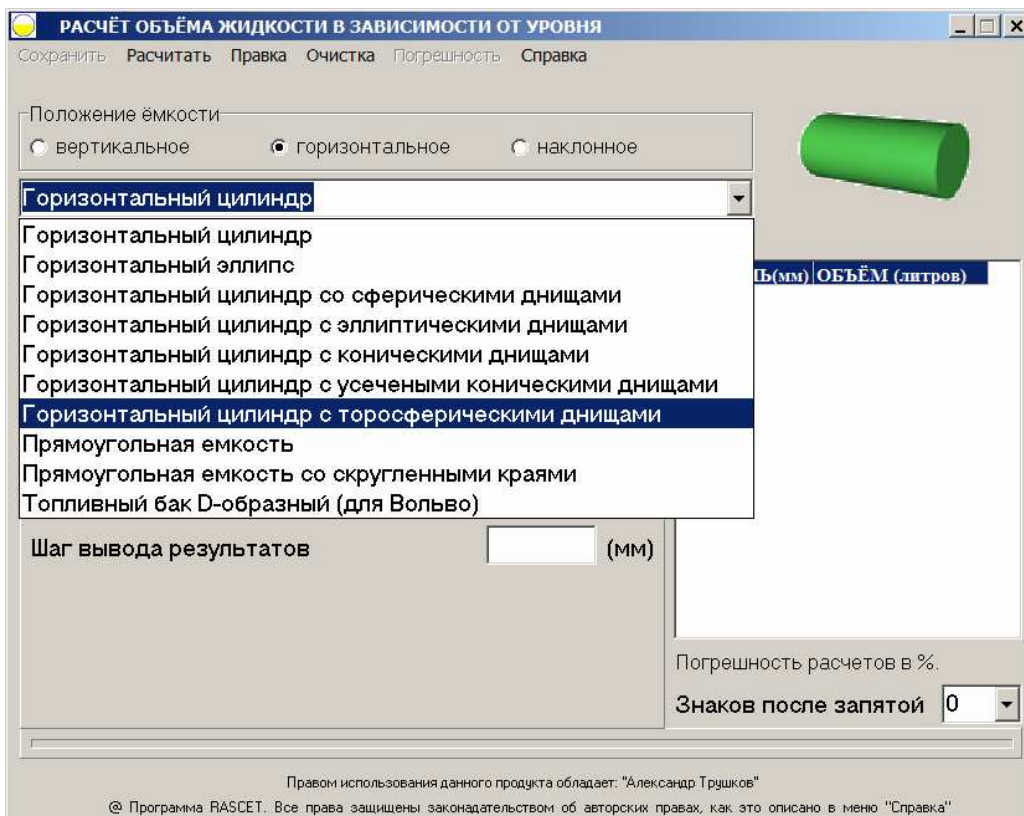 РАСЧЁТ ОБЪЁМА ЖИДКОСТИ В ЗАВИСИМОСТИ ОТ УРОВНЯ
Сохранить Расчитать Правка Очистка Погрешность Справка
Положение ёмкости
вертикальное горизонтальное наклонное
Горизонтальный цилиндр
Горизонтальный цилиндр
Горизонтальный эллипс
Горизонтальный цилиндр со сферическими днищами
Горизонтальный цилиндр с эллиптическими днищами
Горизонтальный цилиндр с коническими днищами
Горизонтальный цилиндр с усечеными коническими днищами
Горизонтальный цилиндр с торосферическими днищами
Прямоугольная емкость
Прямоугольная емкость со скругленными краями
Топливный бак D-образный (для Вольво)
Ь(мм) ОБЪЁМ (литров)
Шаг вывода результатов (мм)
Погрешность расчетов в %.
Знаков после запятой 0
Правом использования данного продукта обладает: "Александр Трушков"
@ Программа RASCET. Все права защищены законадательством об авторских правах, как это описано в меню "Справка"